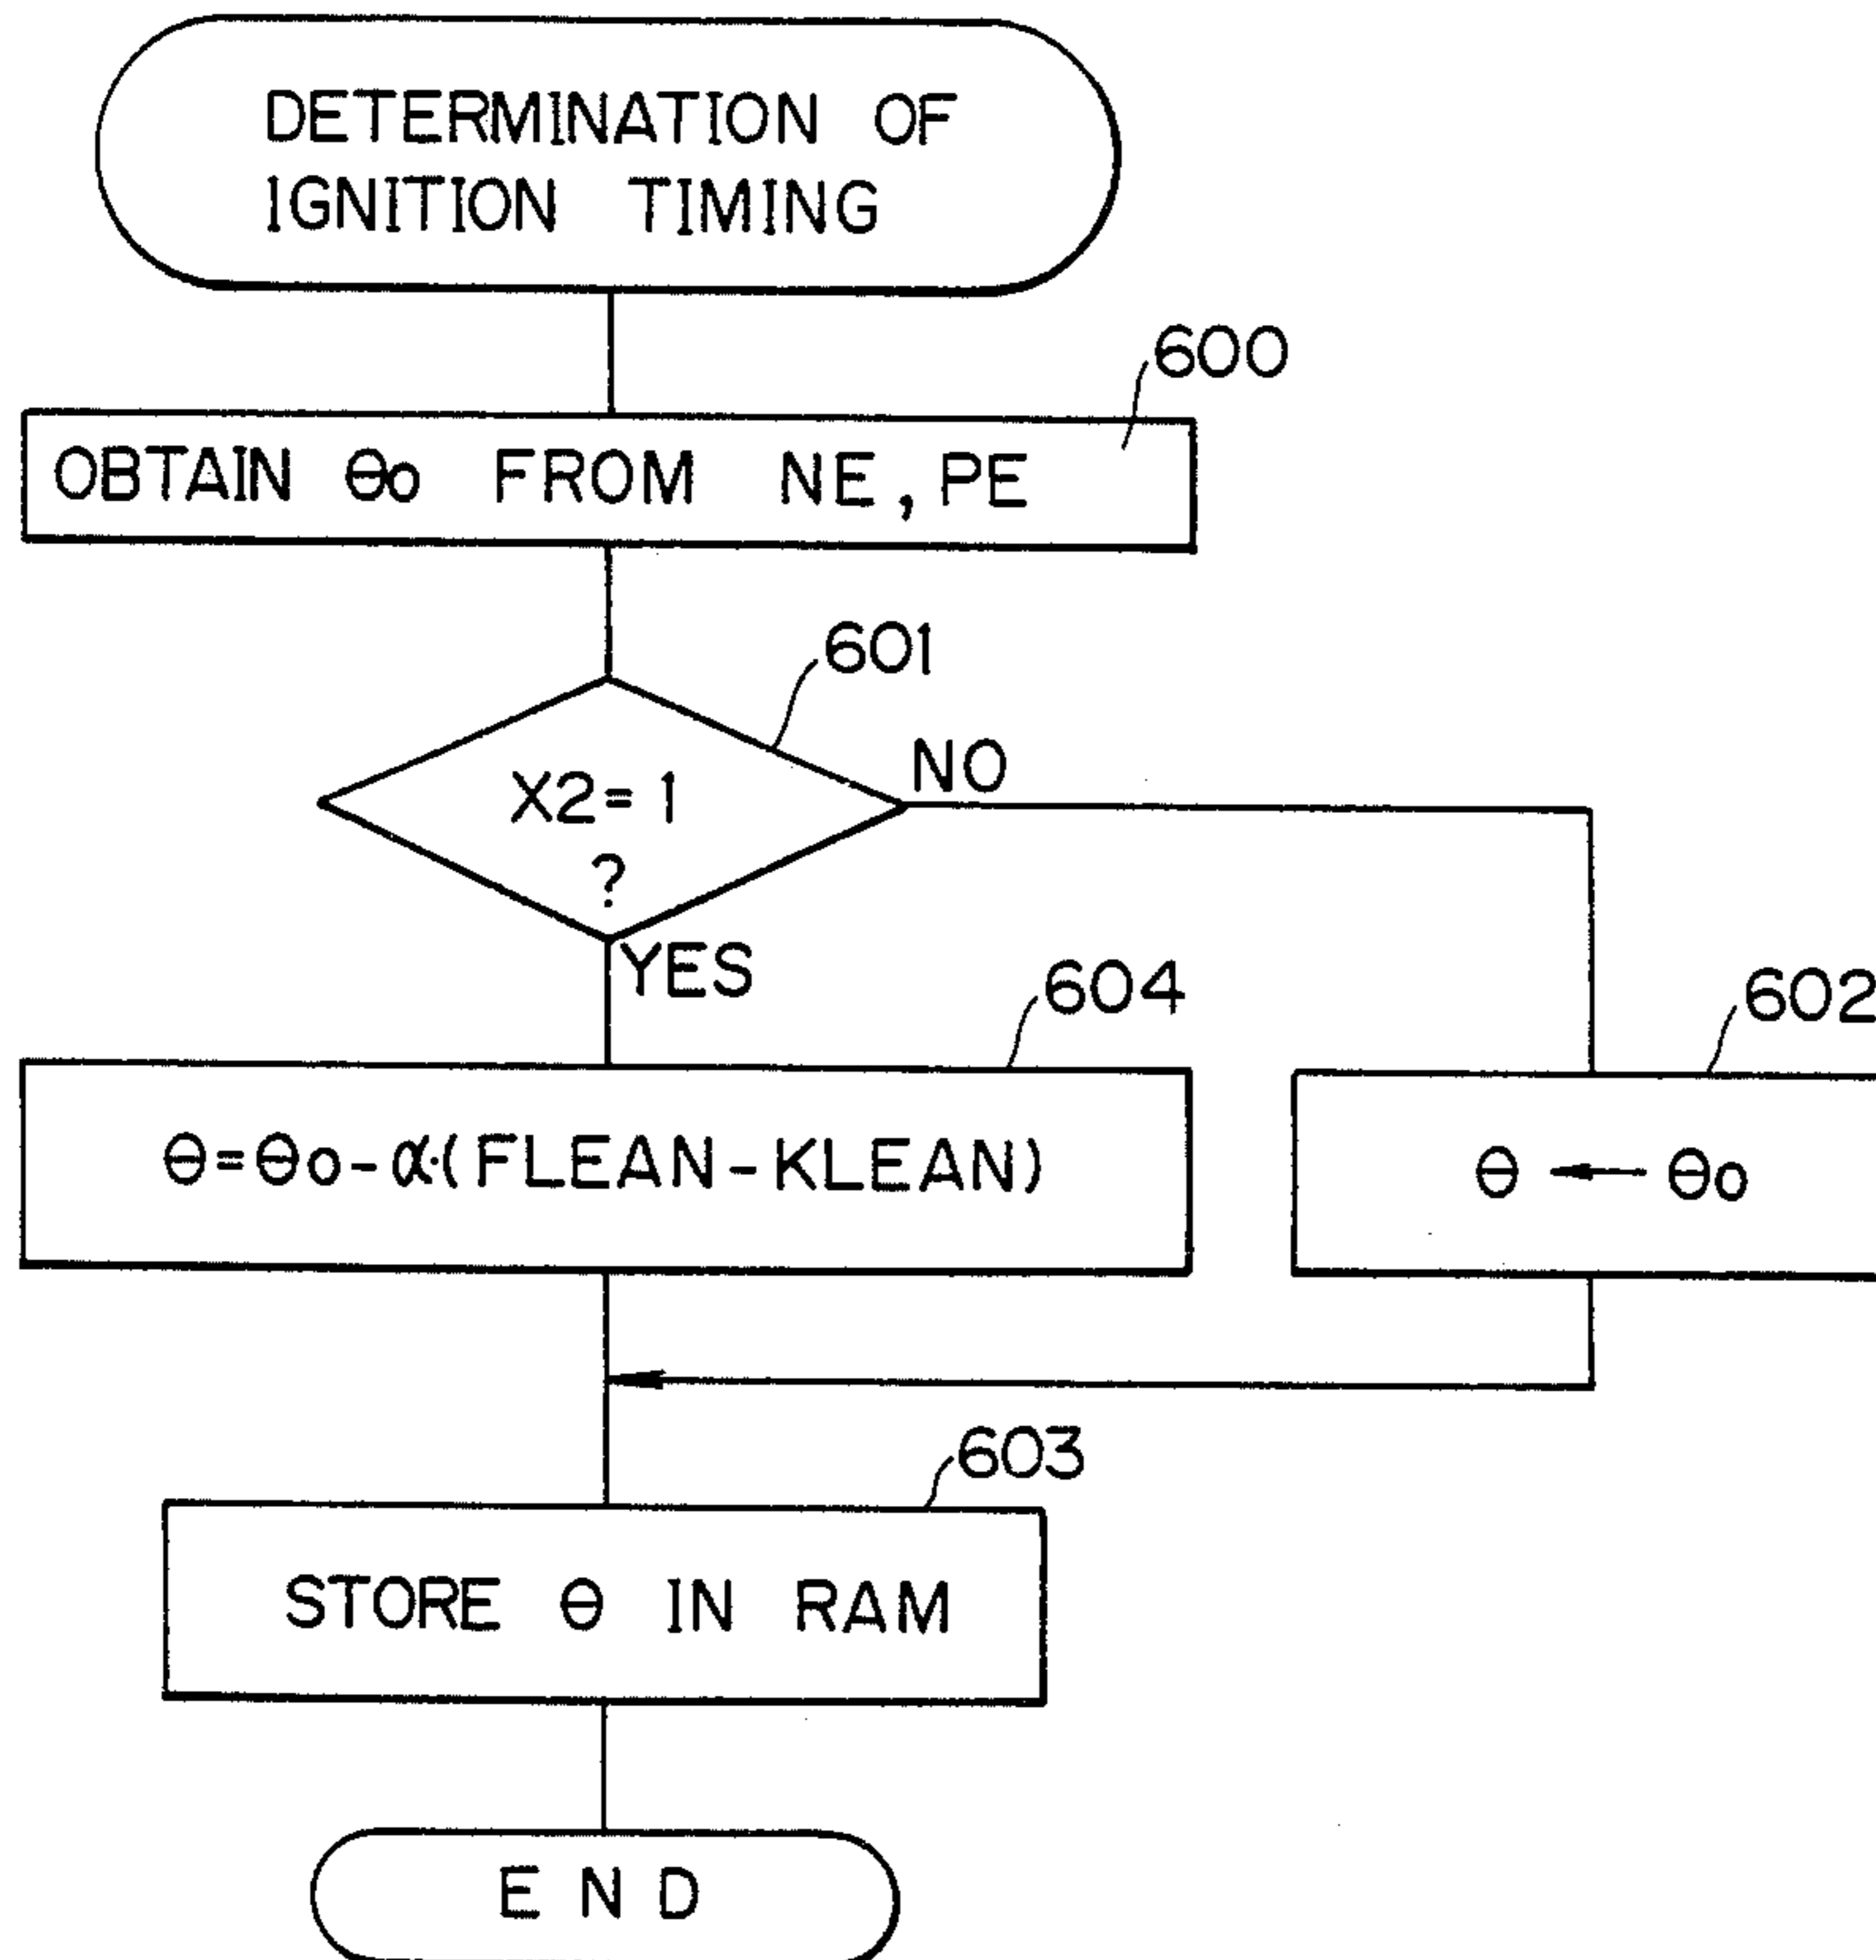 DETERMINATION OF
IGNITION TIMING
600
OBTAIN θo FROM NE, PE
601
X2=1
?
NO
YES
604
602
θ=θo-α·(FLEAN-KLEAN)
θ ← θo
603
STORE θ IN RAM
END